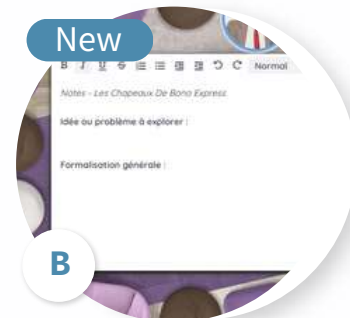 New
B I U S Normal
Notes - Les Chapeaux De Bono Express
Idée ou problème à explorer :
Formalisation générale :
B